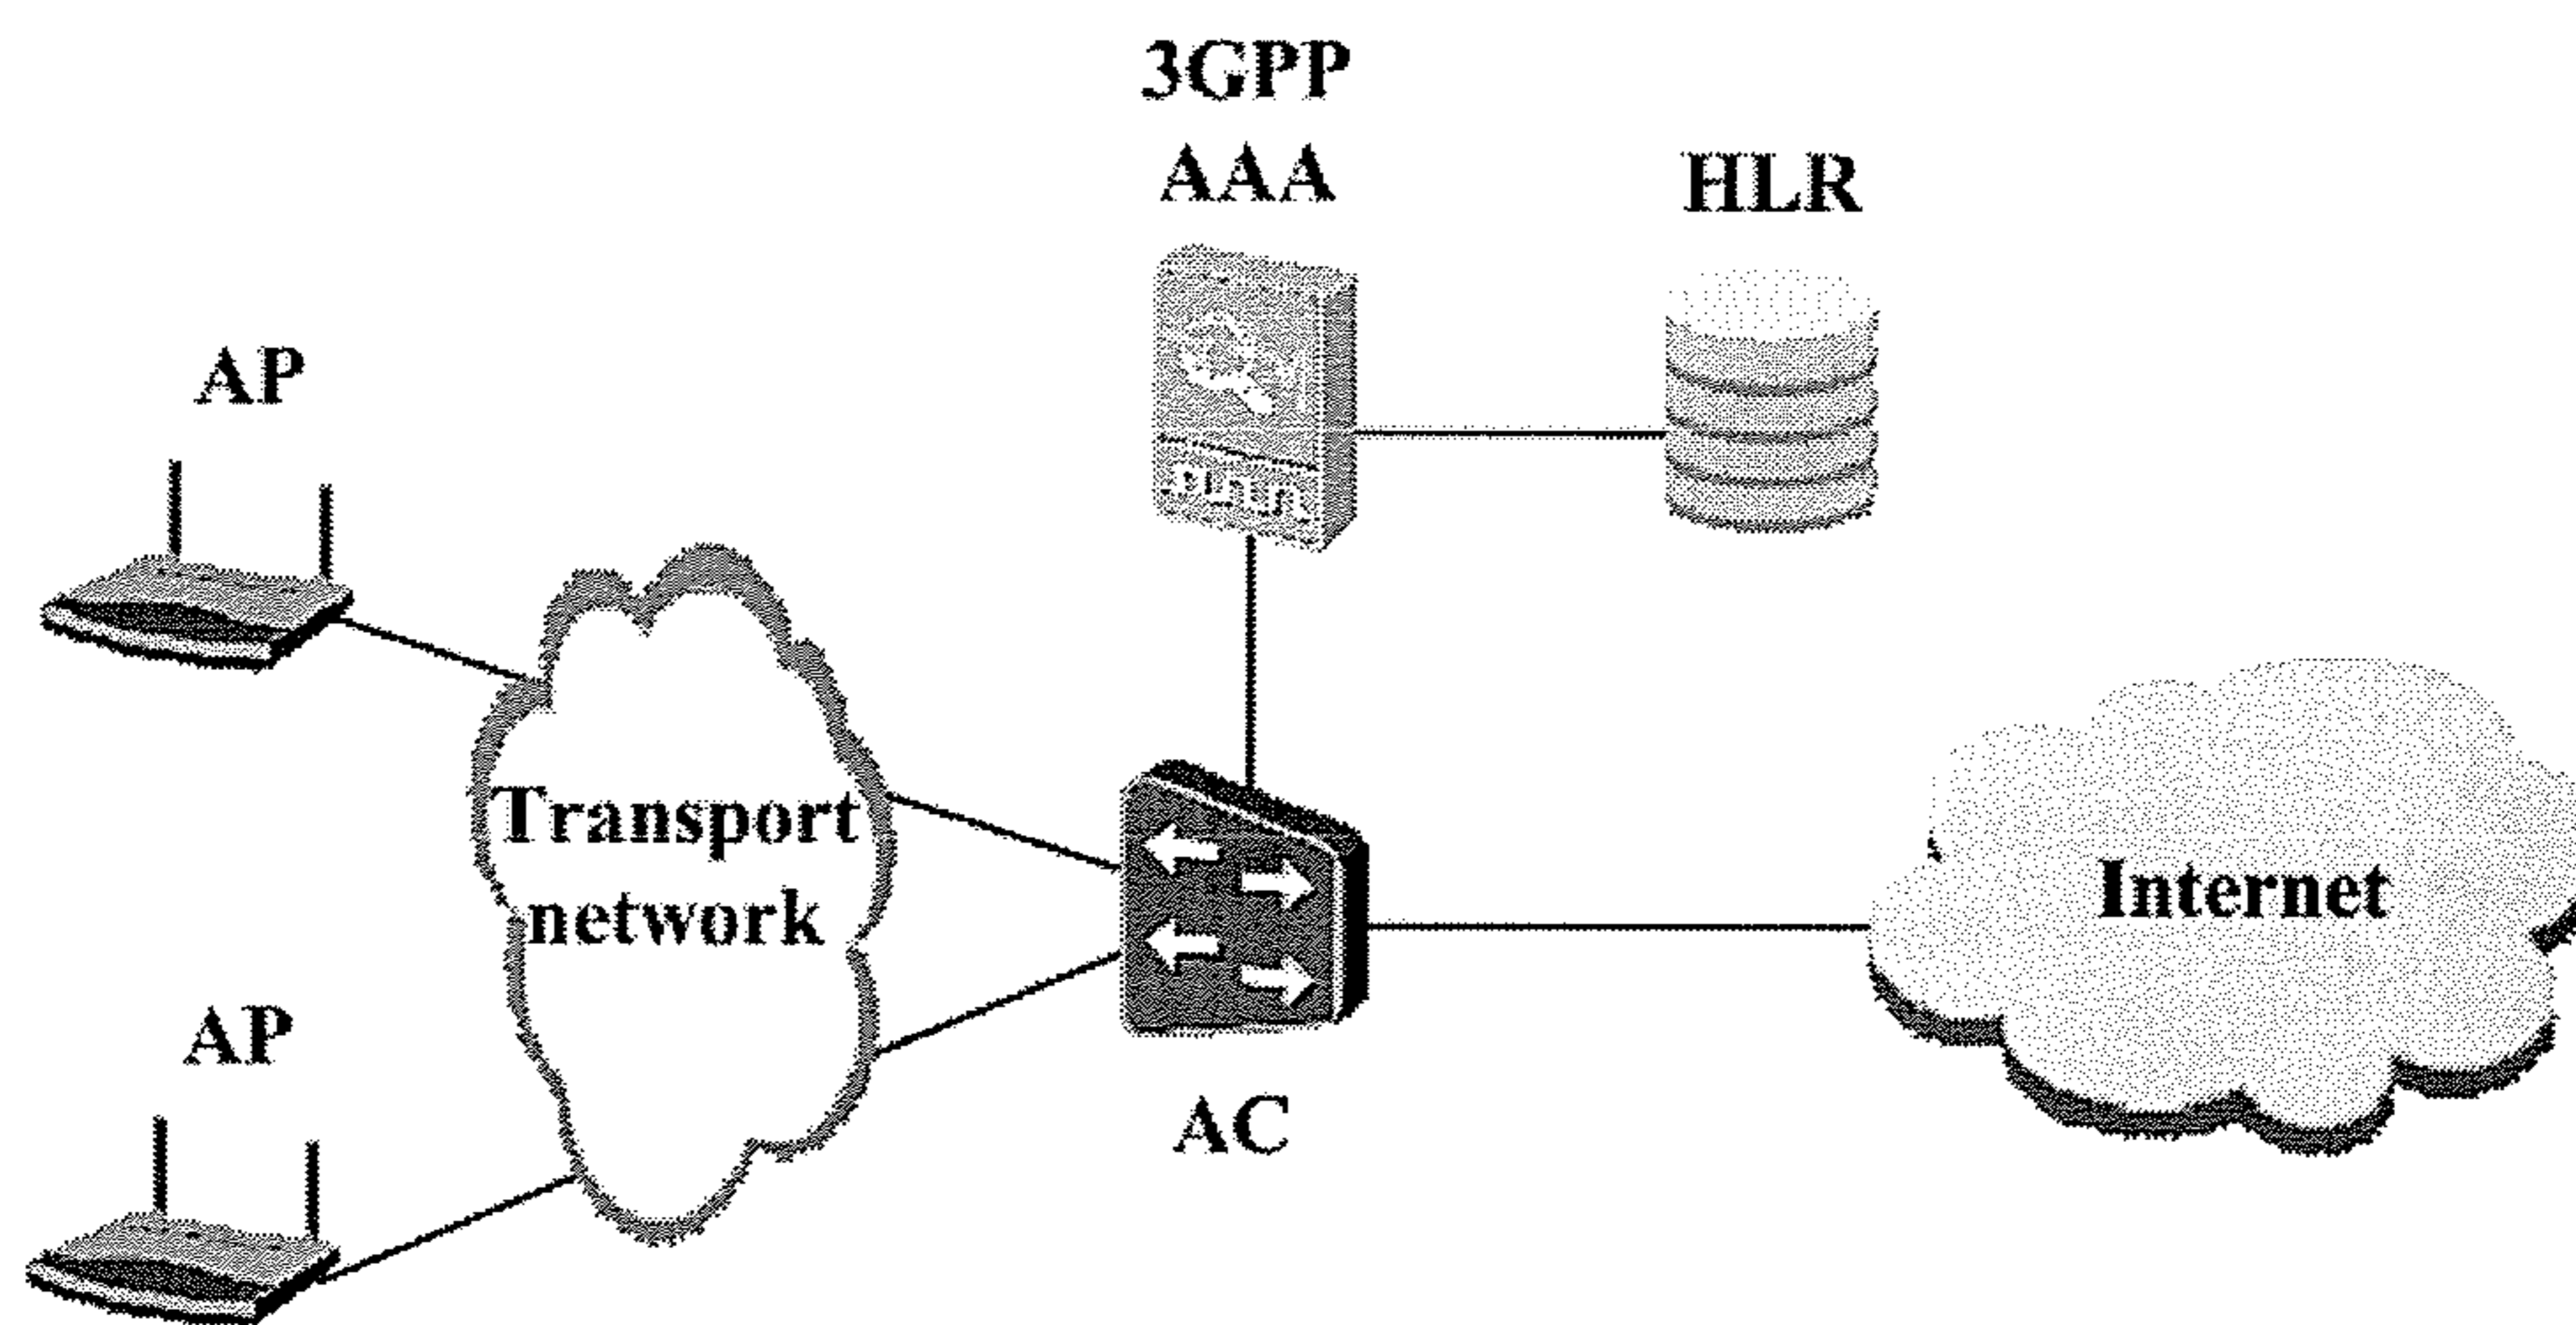 3GPP
AAA
HLR
AP
Transport
network
Internet
AP
AC